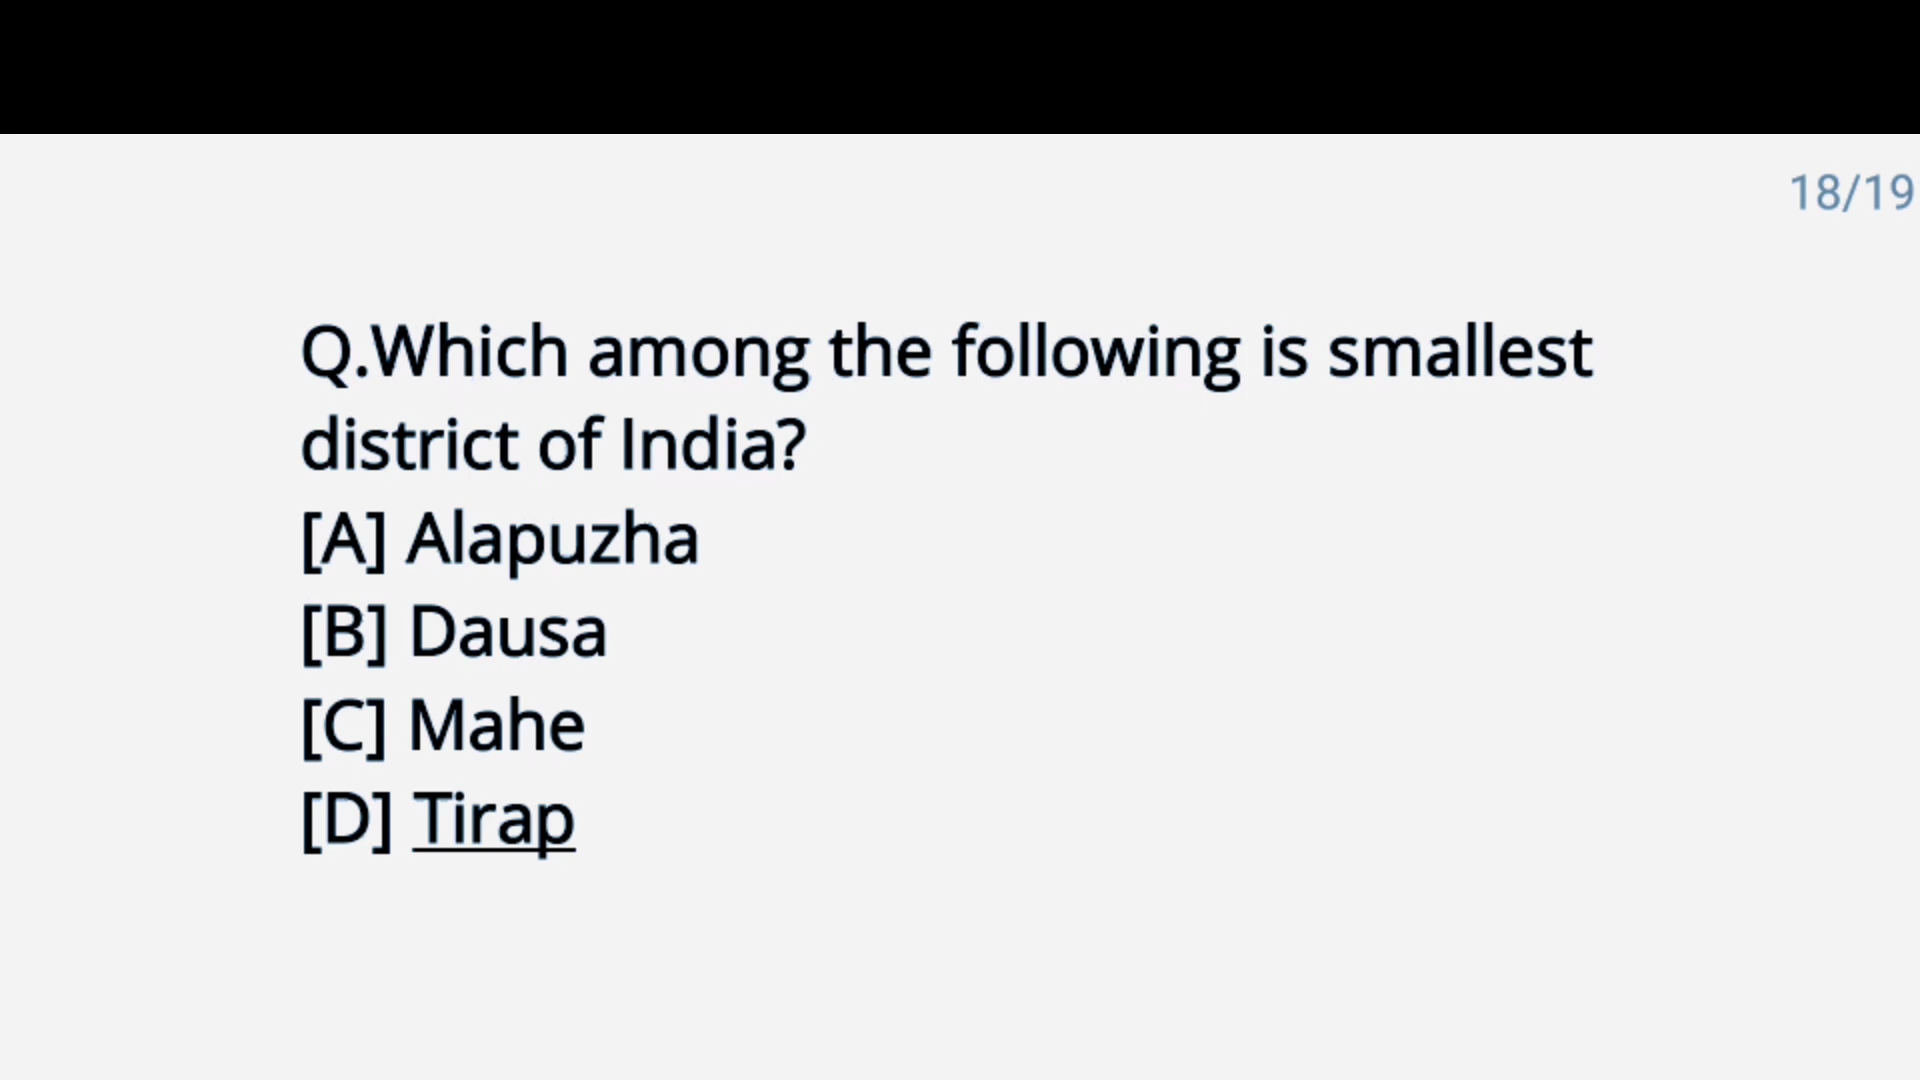 18/19
Q.Which among the following is smallest
district of India?
[A] Alapuzha
[B] Dausa
[C] Mahe
[D] Tirap